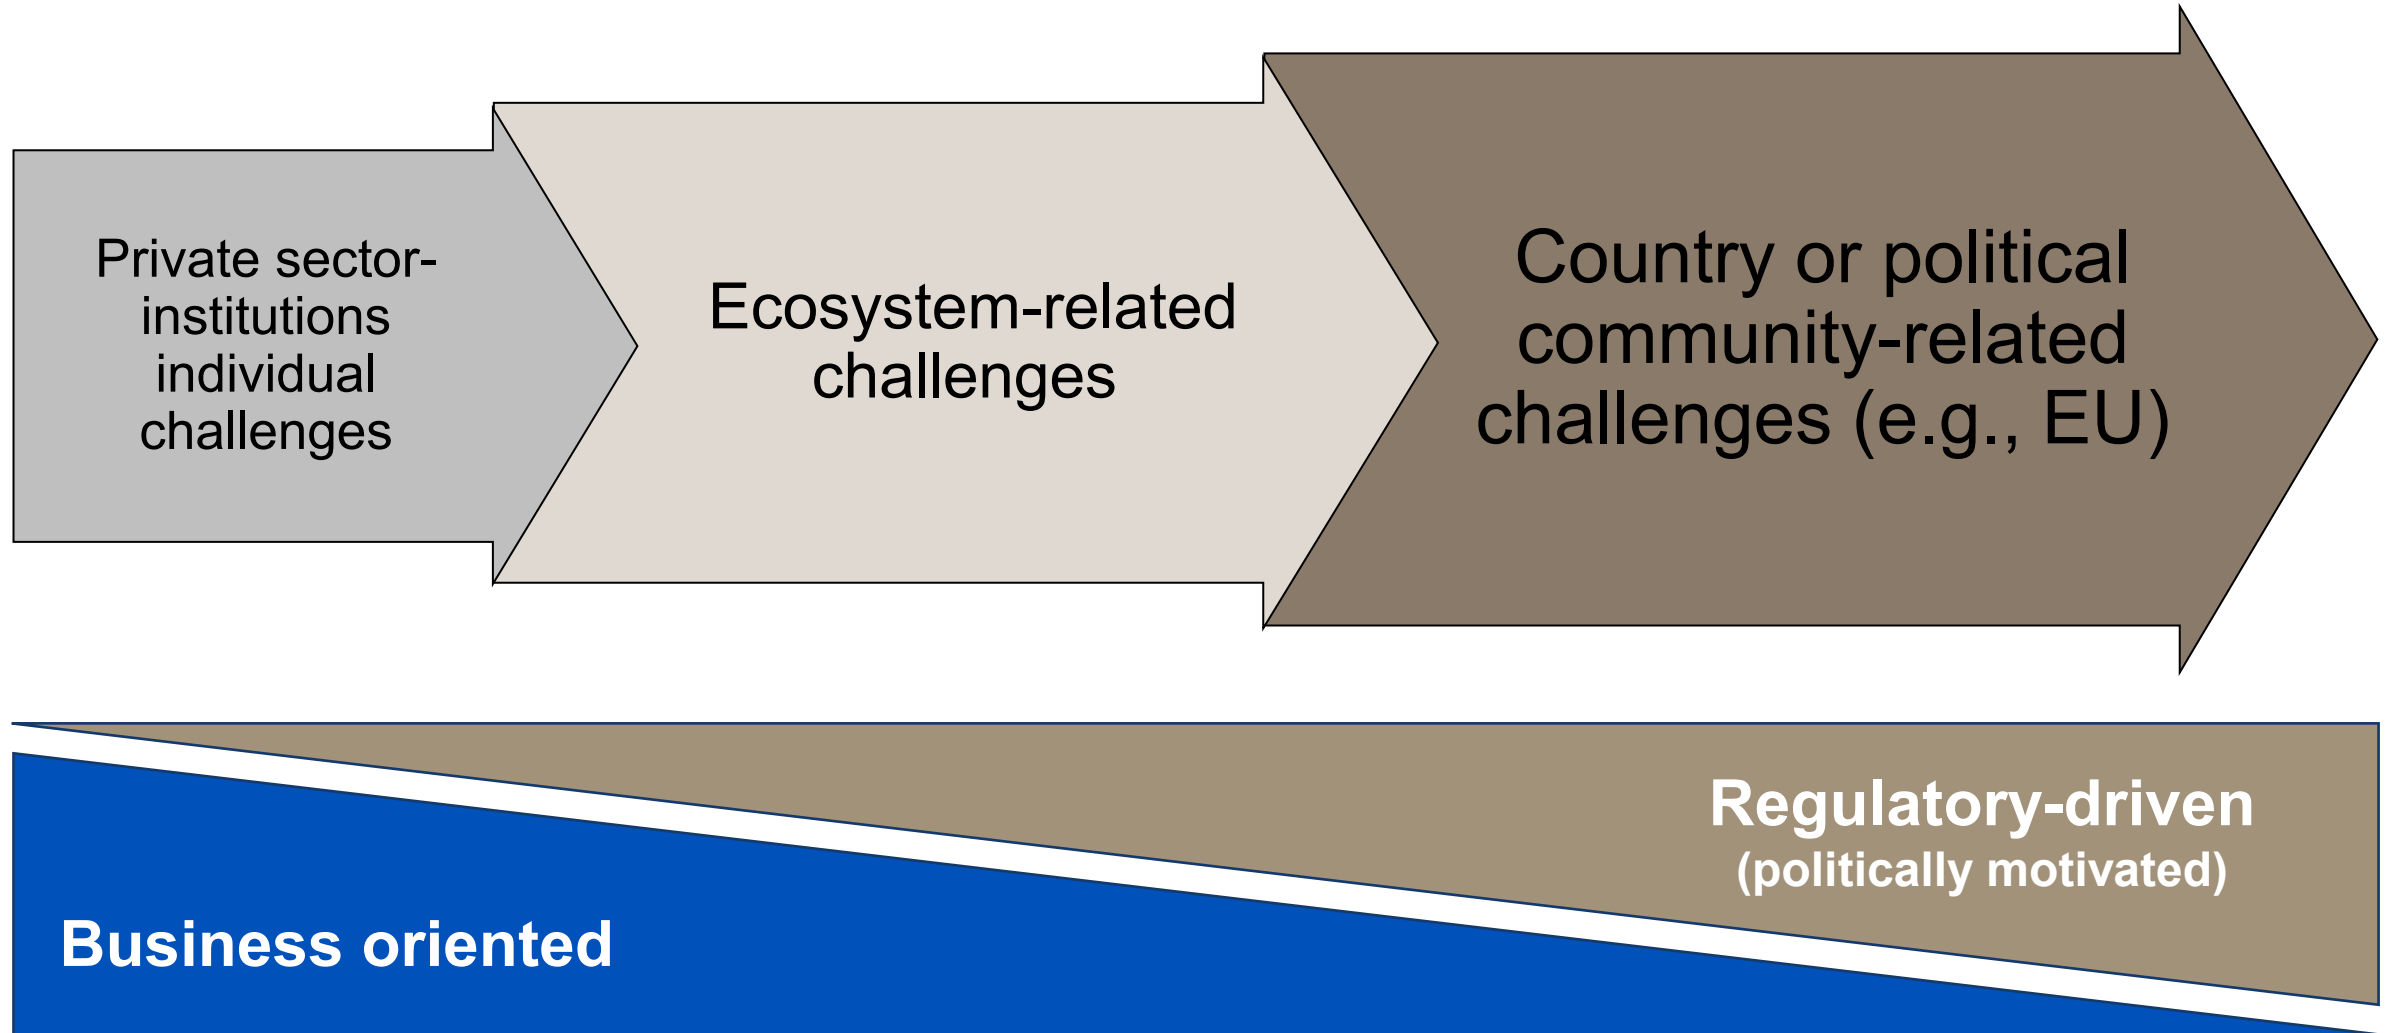 Private sector-
institutions
individual
challenges
Ecosystem-related
challenges
Country or political
community-related
challenges (e.g., EU)
Regulatory-driven
(politically motivated)
Business oriented